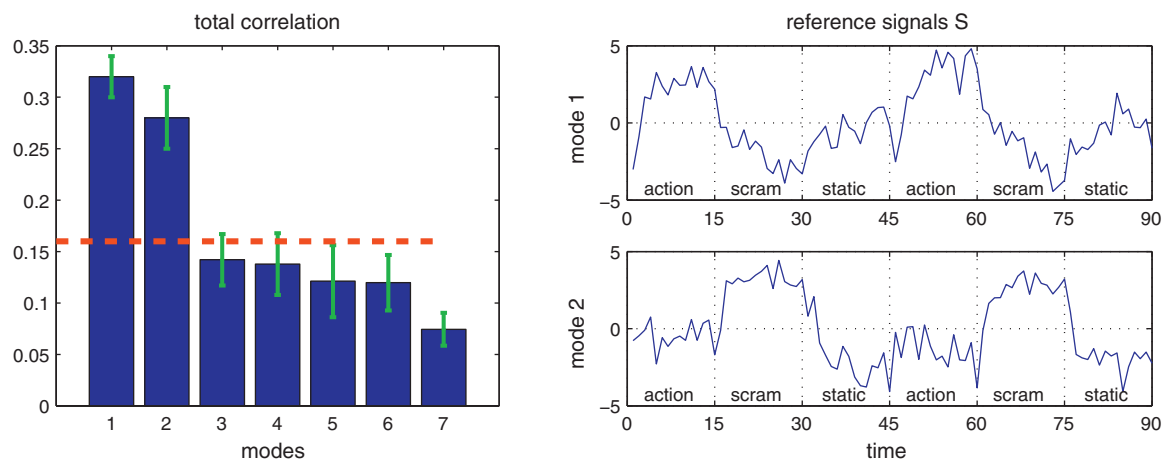 total correlation
0.35
0.3
0.25
0.2
0.15
0.1
0.05
0
1 2 3 4 5 6 7
modes
reference signals S
mode 1
5
0
−5
action scram static action scram static
1 15 30 45 60 75 90
mode 2
5
0
−5
action scram static action scram static
0 15 30 45 60 75 90
time